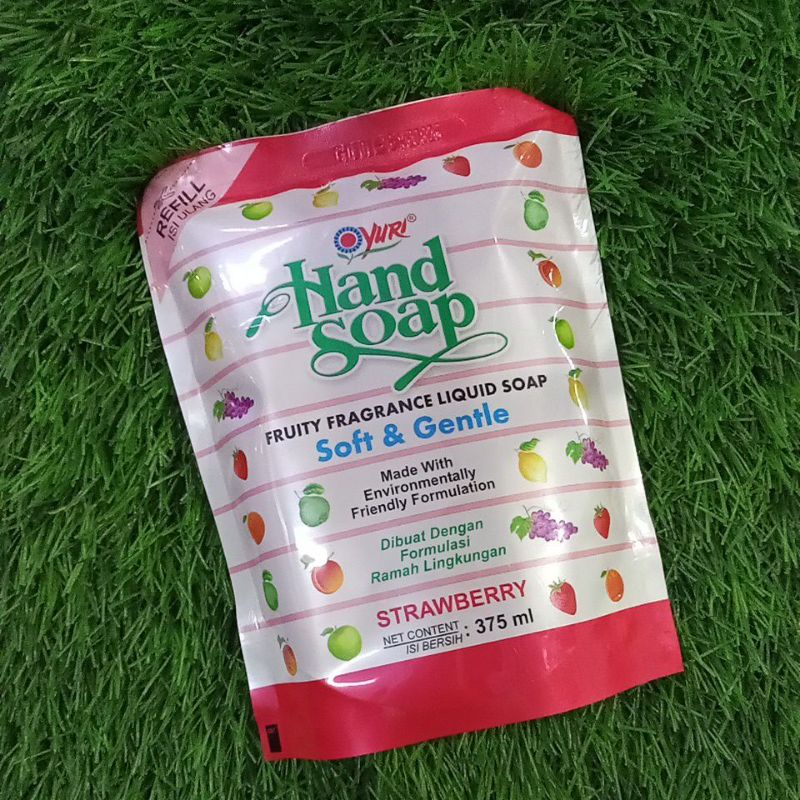 REFILL
ISI ULANG
YURI®
Hand
Soap
FRUITY FRAGRANCE LIQUID SOAP
Soft & Gentle
Made With
Environmentally
Friendly Formulation
Dibuat Dengan
Formulasi
Ramah Lingkungan
STRAWBERRY
NET CONTENT
ISI BERSIH : 375 ml